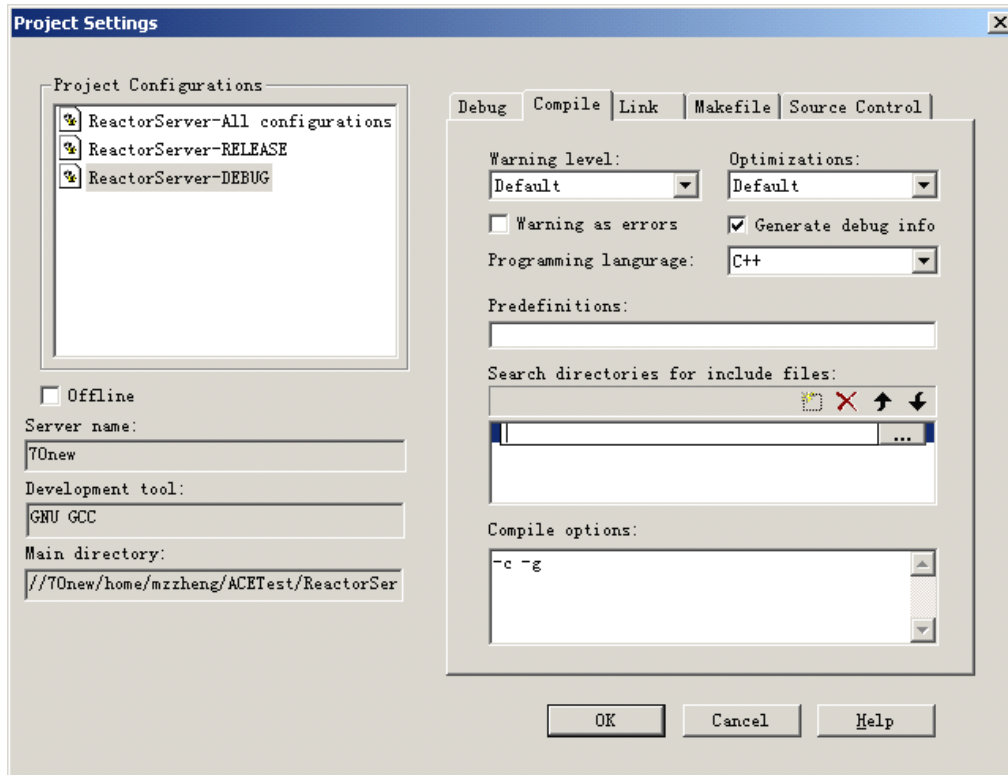 Project Settings
Project Configurations
ReactorServer-All configurations
ReactorServer-RELEASE
ReactorServer-DEBUG
Offline
Server name:
70new
Development tool:
GNU GCC
Main directory:
//70new/home/mzzheng/ACETest/ReactorSer
Debug
Compile
Link
Makefile
Source Control
Warning level:
Optimizations:
Default
Default
Warning as errors
Generate debug info
Programming langurage:
C++
Predefinitions:
Search directories for include files:
...
Compile options:
-c -g
OK
Cancel
Help